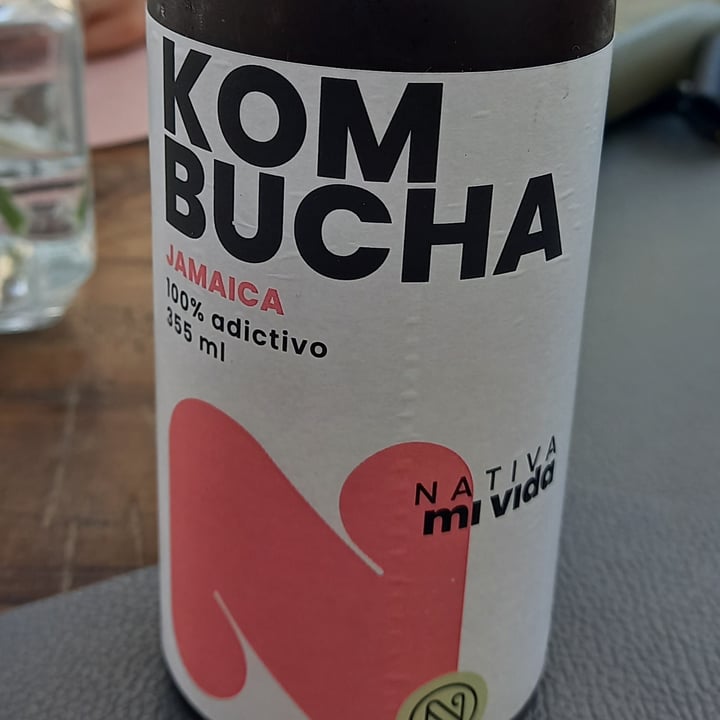 KOM
BUCHA
JAMAICA
100% adictivo
355 ml
NATIVA
mi vida